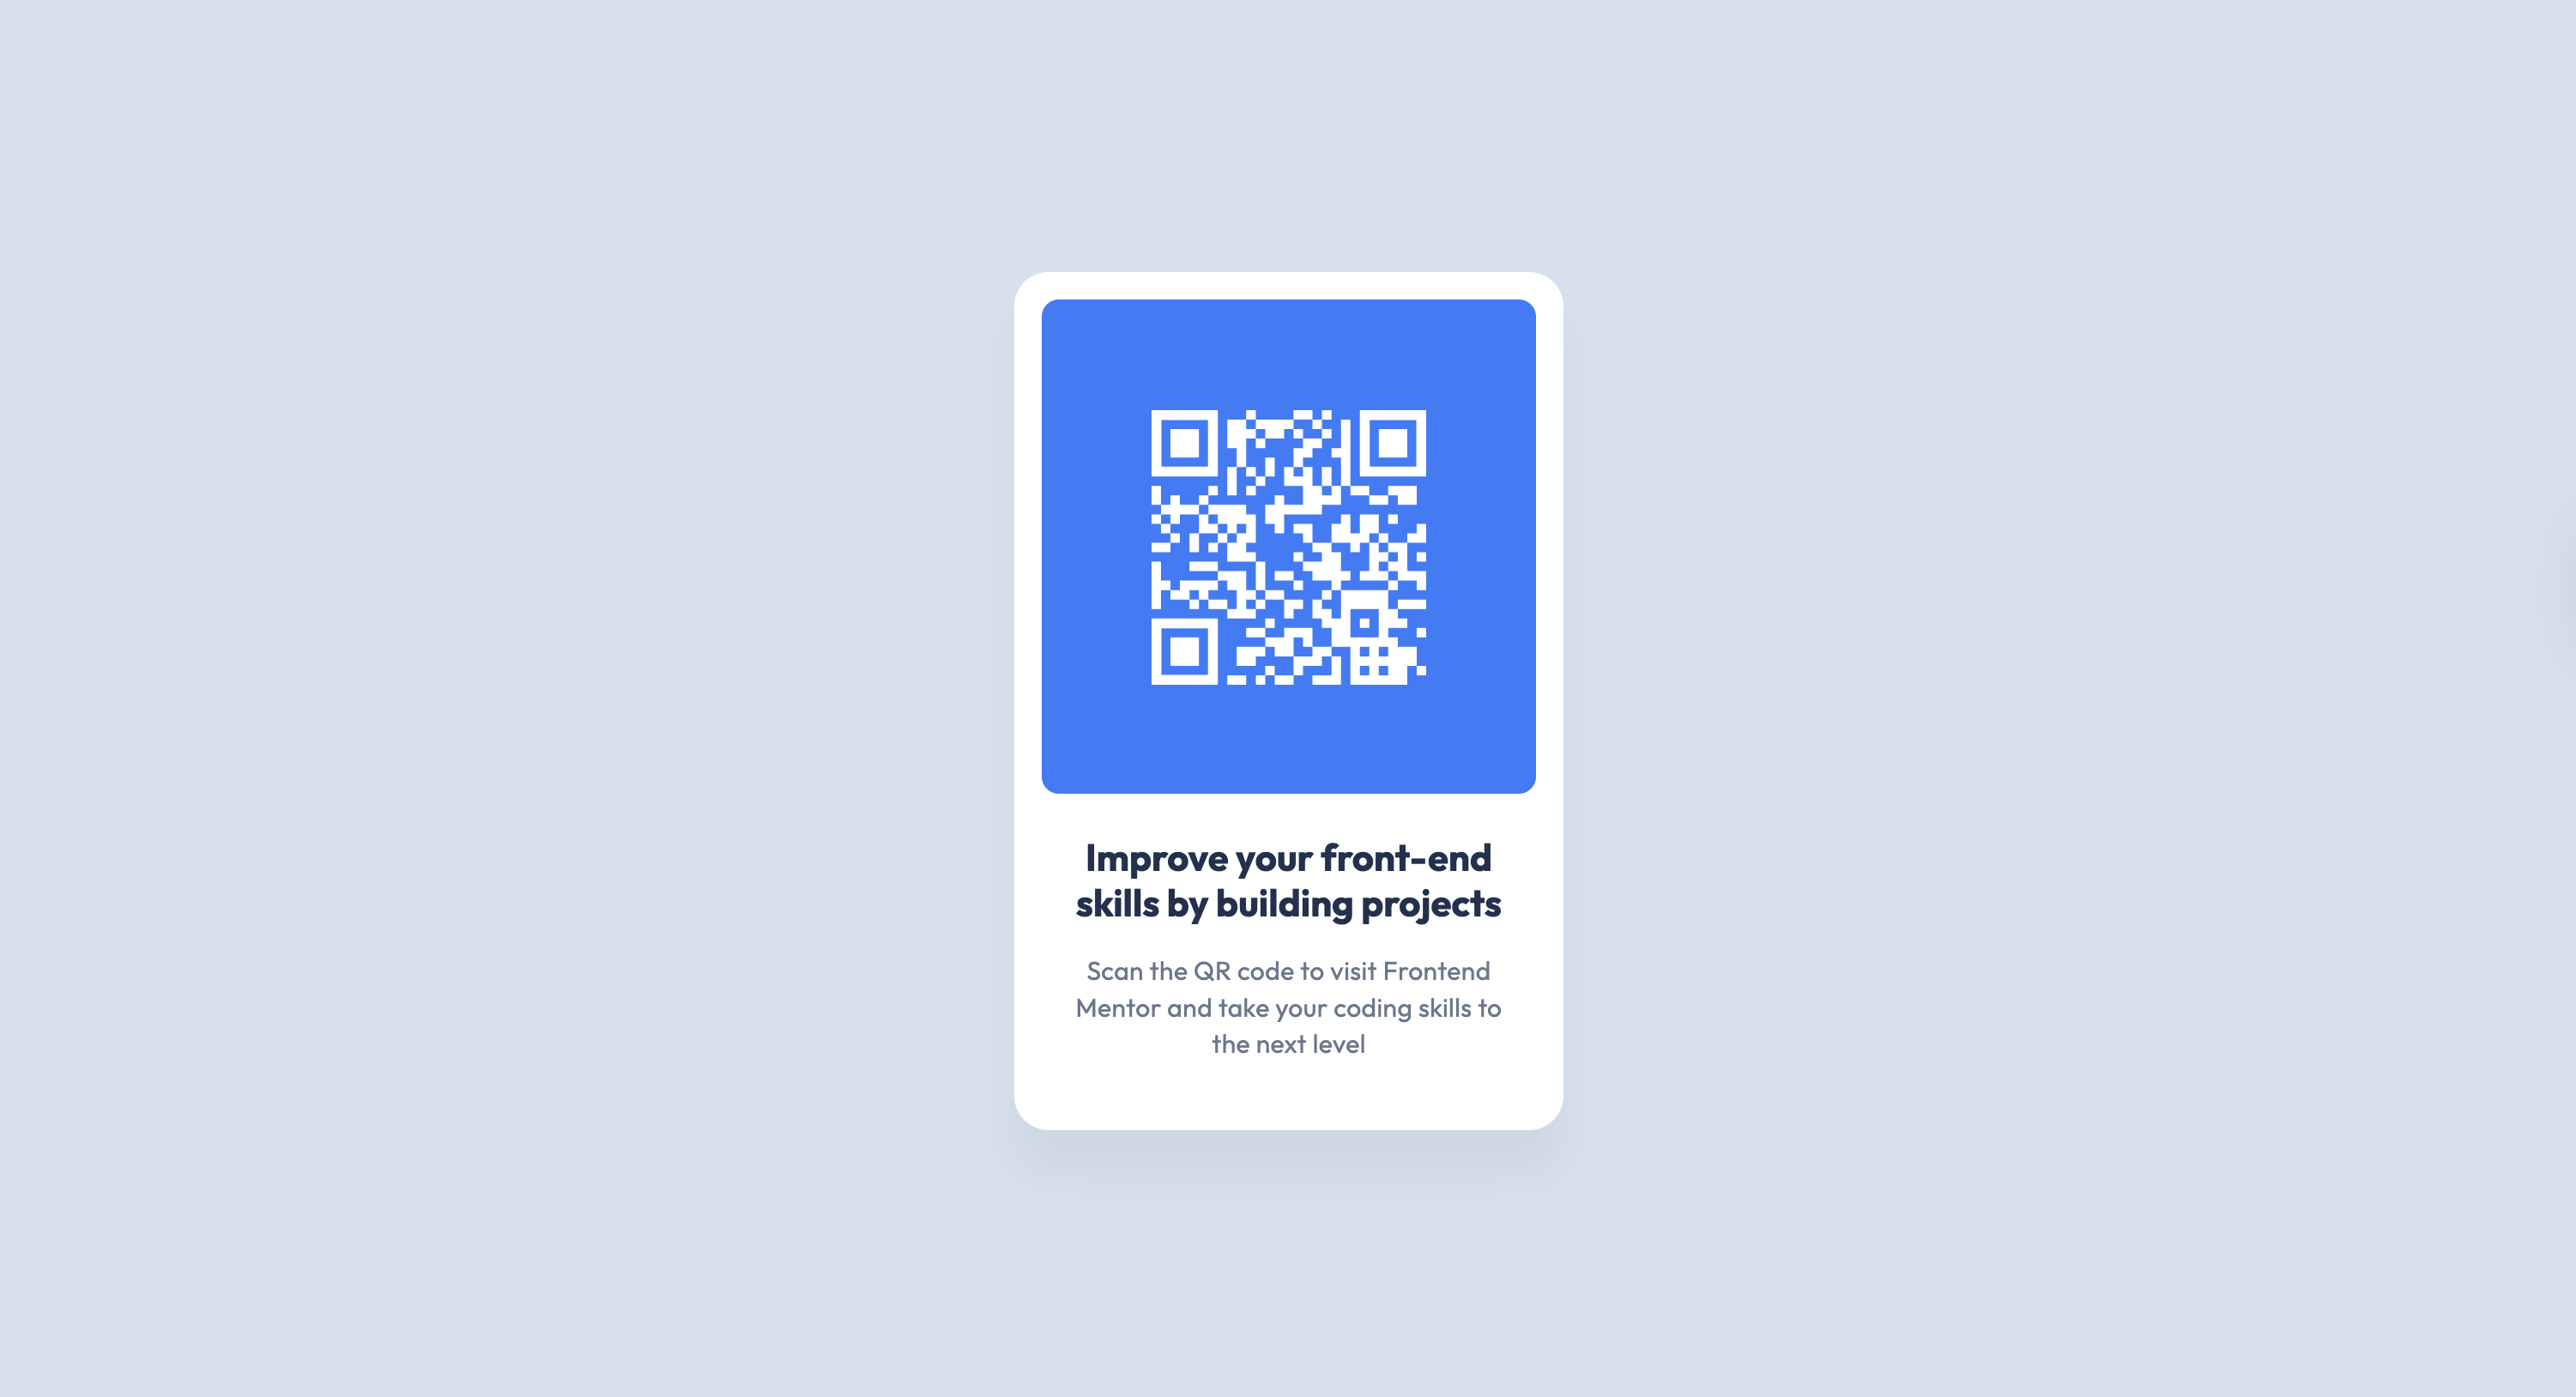 Improve your front-end
skills by building projects
Scan the QR code to visit Frontend
Mentor and take your coding skills to
the next level